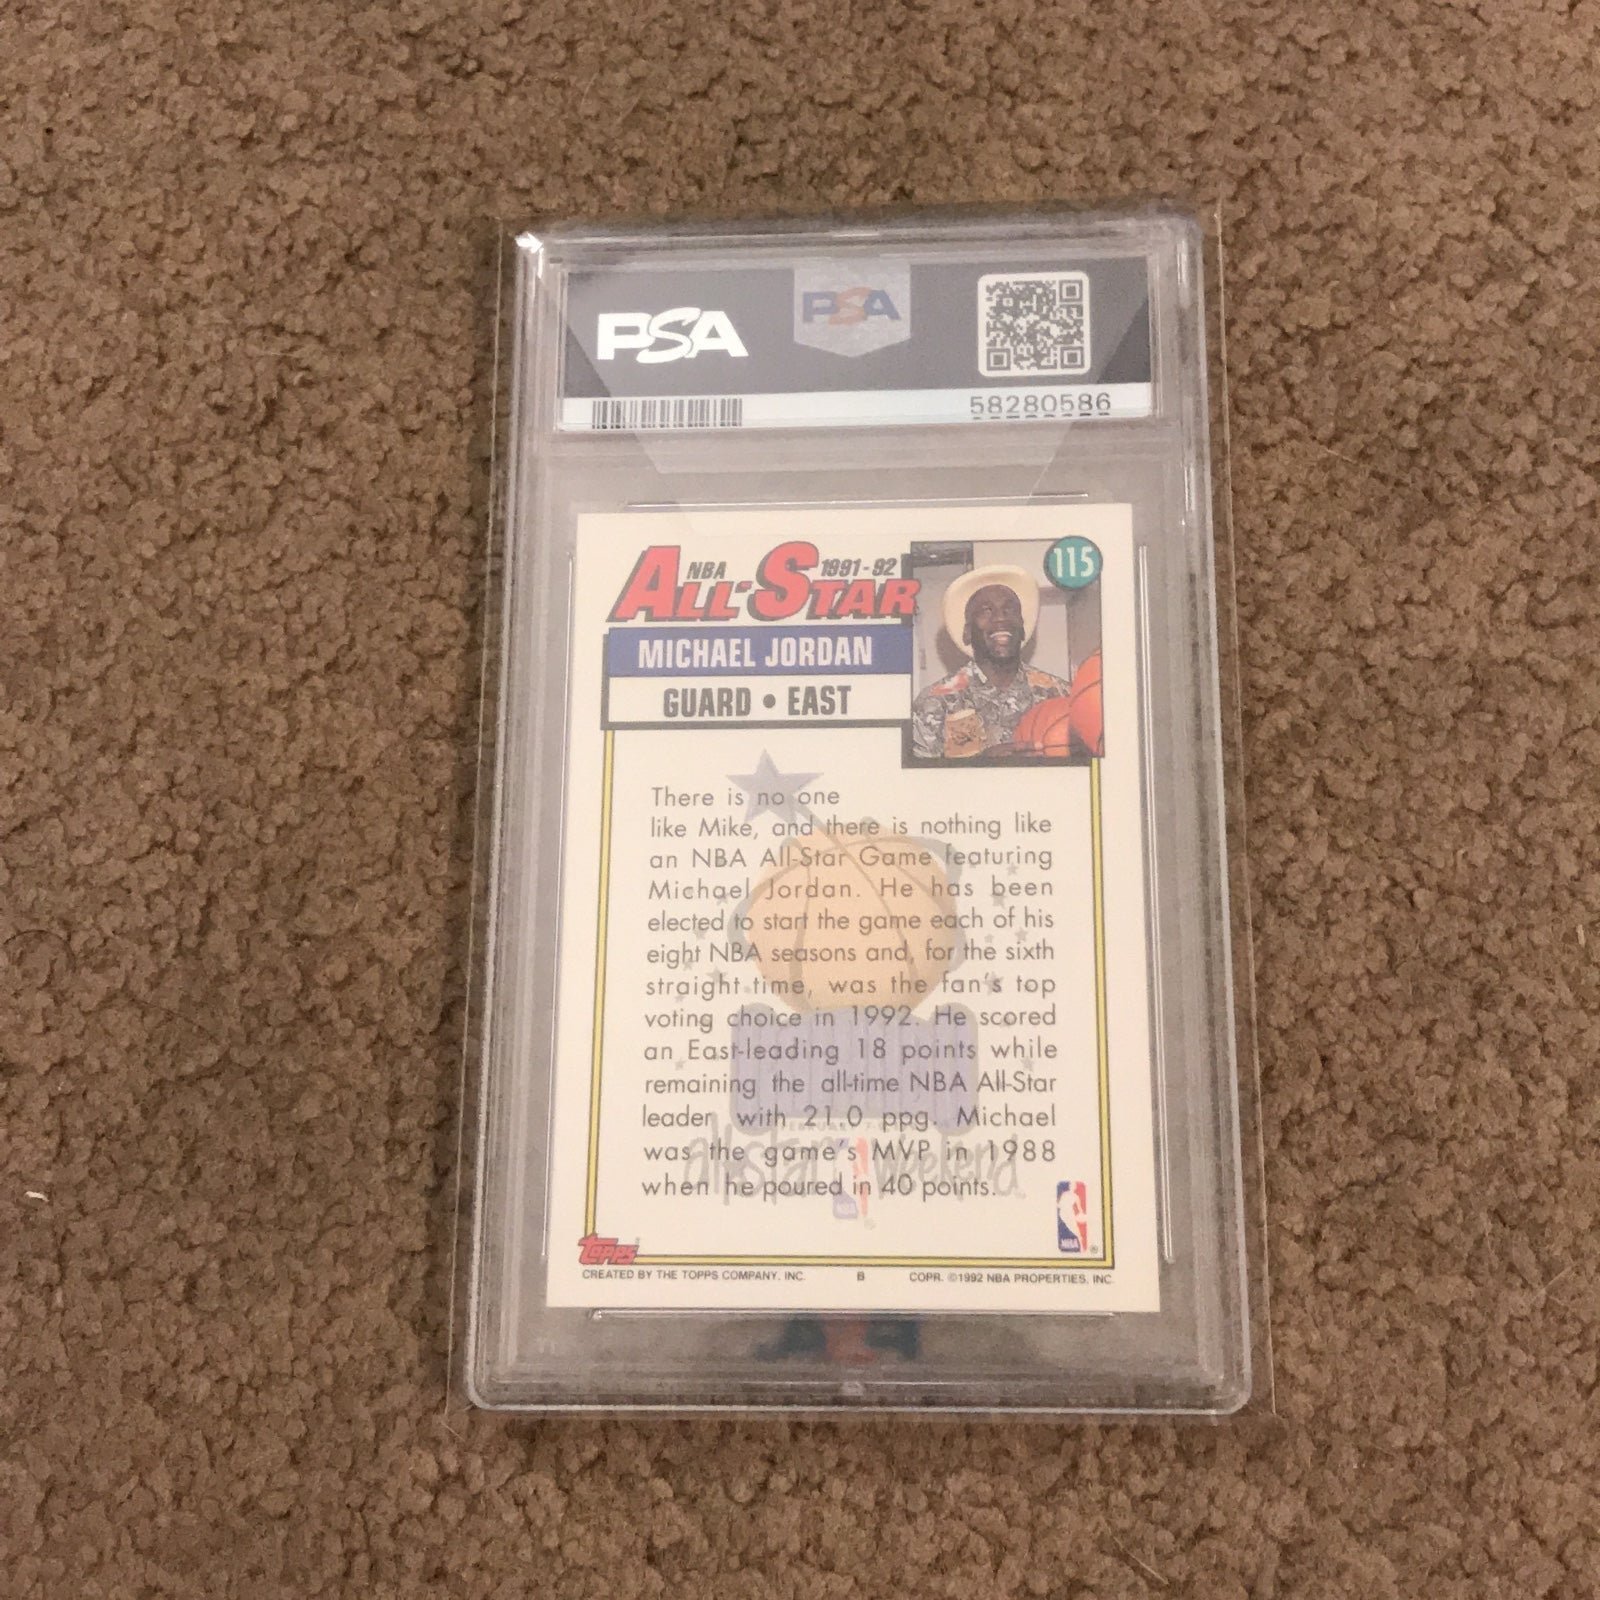 PSA
PSA
58280586
NBA 1991-92
ALL-STAR
115
MICHAEL JORDAN
GUARD • EAST
There is no one
like Mike, and there is nothing like
an NBA All-Star Game featuring
Michael Jordan. He has been
elected to start the game each of his
eight NBA seasons and, for the sixth
straight time, was the fan's top
voting choice in 1992. He scored
an East-leading 18 points while
remaining the all-time NBA All-Star
leader with 21.0 ppg. Michael
was the game's MVP in 1988
when he poured in 40 points.
all-star weekend
NBA
NBA ®
Topps
CREATED BY THE TOPPS COMPANY, INC. B COPR. ©1992 NBA PROPERTIES, INC.